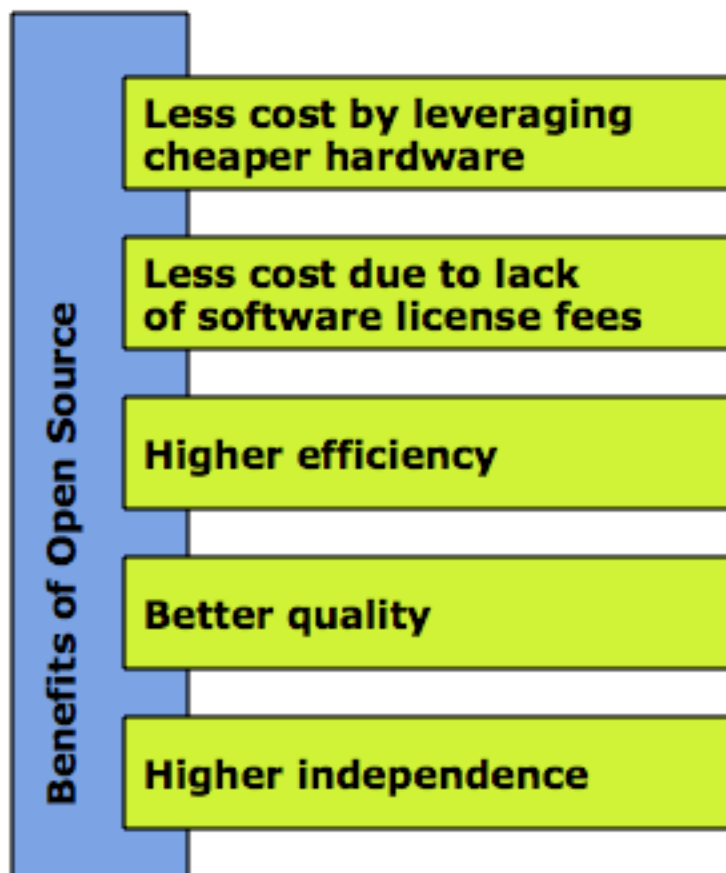 Benefits of Open Source
Less cost by leveraging
cheaper hardware
Less cost due to lack
of software license fees
Higher efficiency
Better quality
Higher independence